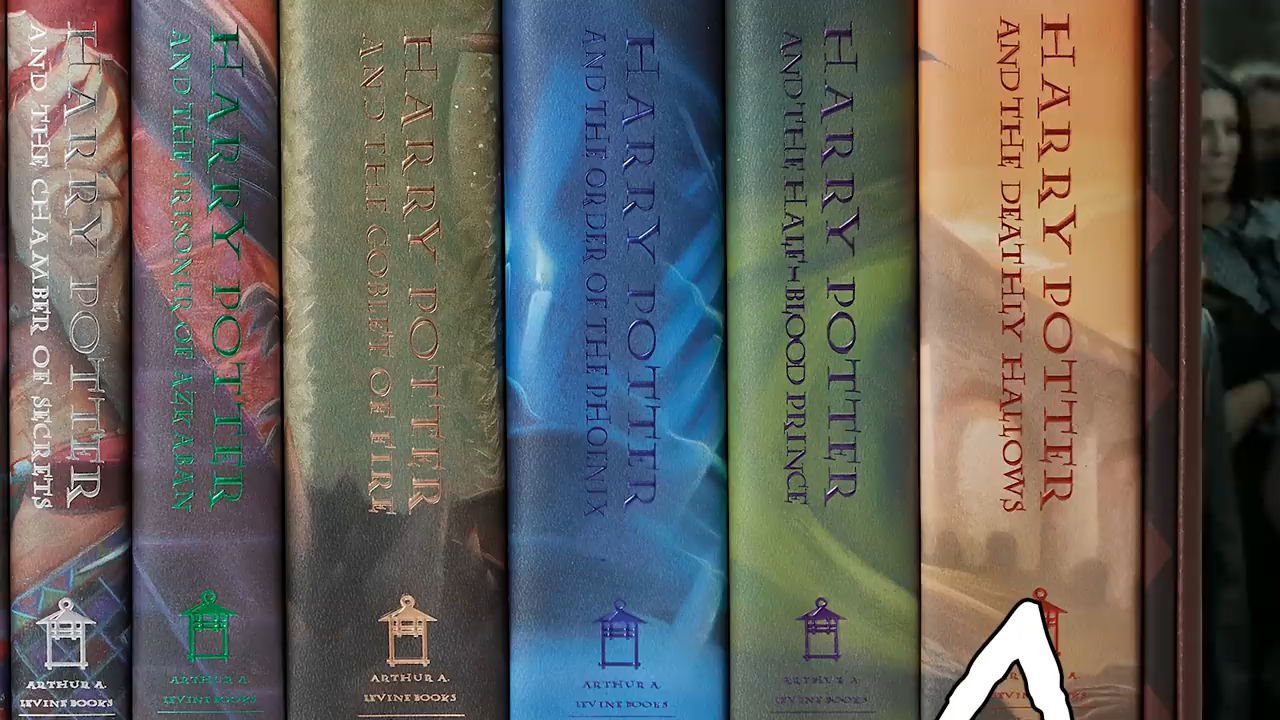 HARRY POTTER
AND THE CHAMBER OF SECRETS
ARTHUR A.
LEVINE BOOKS
HARRY POTTER
AND THE PRISONER OF AZKABAN
ARTHUR A.
LEVINE BOOKS
HARRY POTTER
AND THE GOBLET OF FIRE
ARTHUR A.
LEVINE BOOKS
HARRY POTTER
AND THE ORDER OF THE PHOENIX
ARTHUR A.
LEVINE BOOKS
HARRY POTTER
AND THE HALF-BLOOD PRINCE
ARTHUR A.
LEVINE BOOKS
HARRY POTTER
AND THE DEATHLY HALLOWS